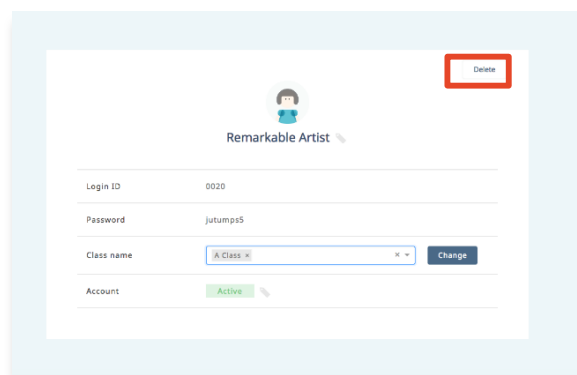 Delete
Remarkable Artist
Login ID 0020
Password jutumps5
Class name A Class × × Change
Account Active